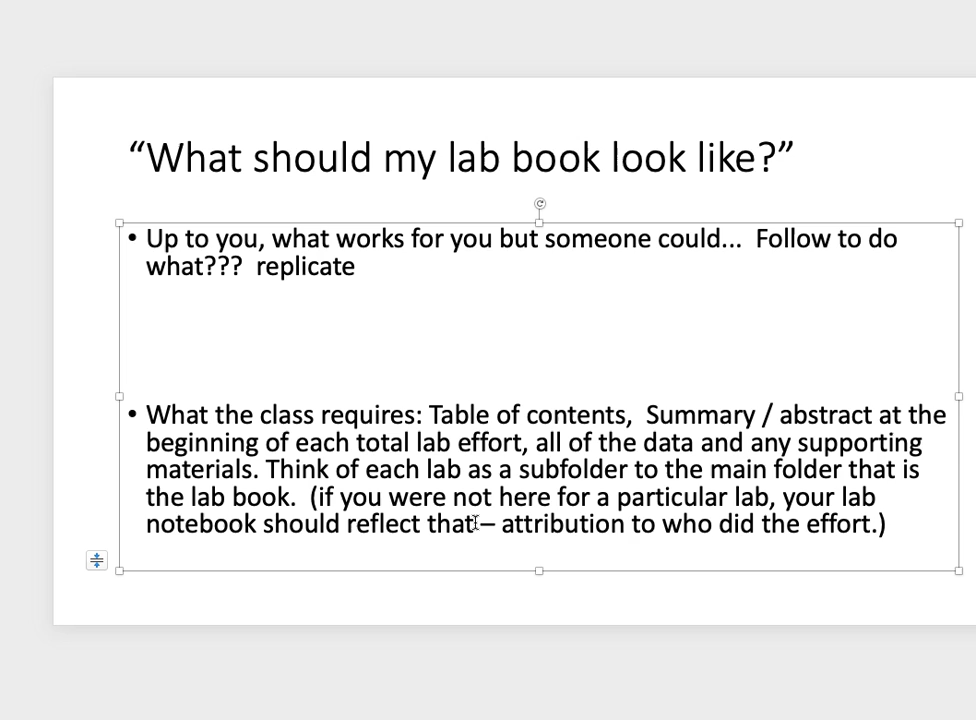 “What should my lab book look like?”
• Up to you, what works for you but someone could...  Follow to do
what???  replicate
• What the class requires: Table of contents,  Summary / abstract at the
beginning of each total lab effort, all of the data and any supporting
materials. Think of each lab as a subfolder to the main folder that is
the lab book.  (if you were not here for a particular lab, your lab
notebook should reflect that – attribution to who did the effort.)